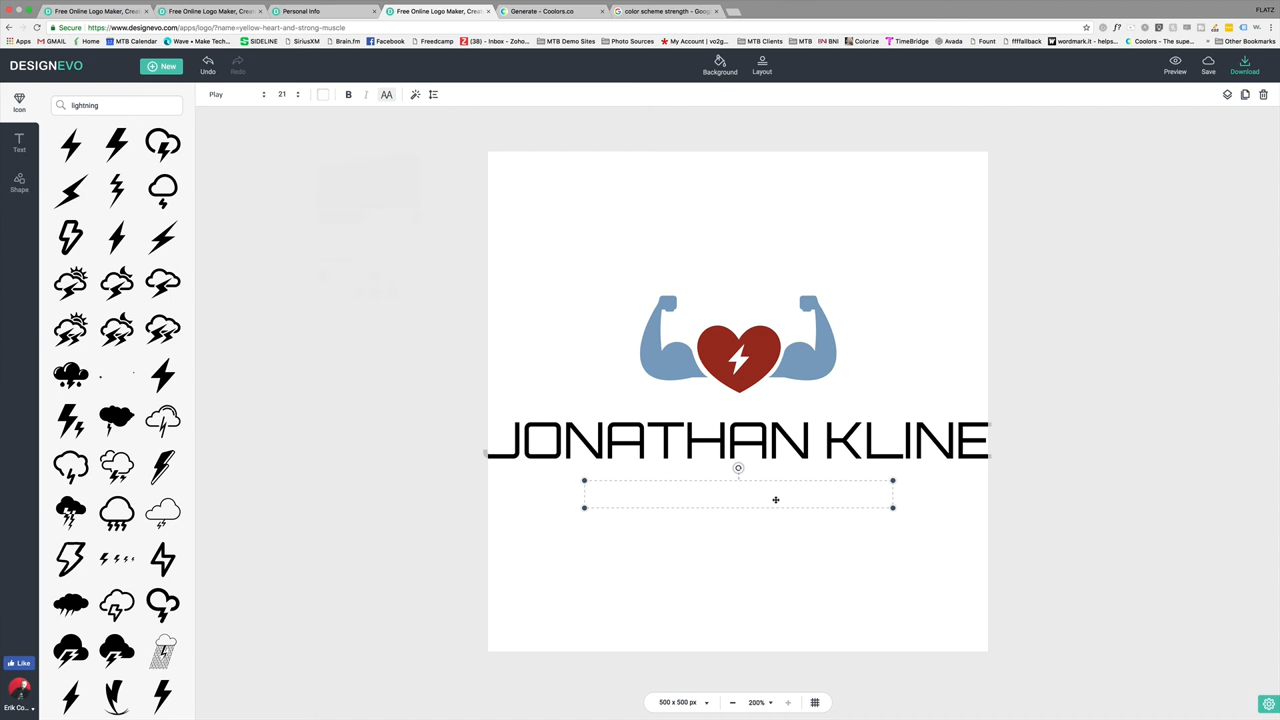 Free Online Logo Maker, Creat
Free Online Logo Maker, Creat
Personal Info
Free Online Logo Maker, Creat
Generate - Coolors.co
color scheme strength - Goog
FLATZ
Secure
https://www.designevo.com/apps/logo/?name=yellow-heart-and-strong-muscle
Apps
GMAIL
Home
MTB Calendar
Wave • Make Tech...
SIDELINE
SiriusXM
Brain.fm
Facebook
Freedcamp
(38) - Inbox - Zoho...
MTB Demo Sites
Photo Sources
My Account | vo2g...
MTB Clients
MTB
BNI
Colorize
TimeBridge
Avada
Fount
ffffallback
wordmark.it - helps...
Coolors - The supe...
Other Bookmarks
DESIGNEVO
New
Undo
Redo
Background
Layout
Preview
Save
Download
Icon
lightning
Play
21
B
I
AA
Text
Shape
JONATHAN KLINE
Like
Erik Co...
500 x 500 px
200%